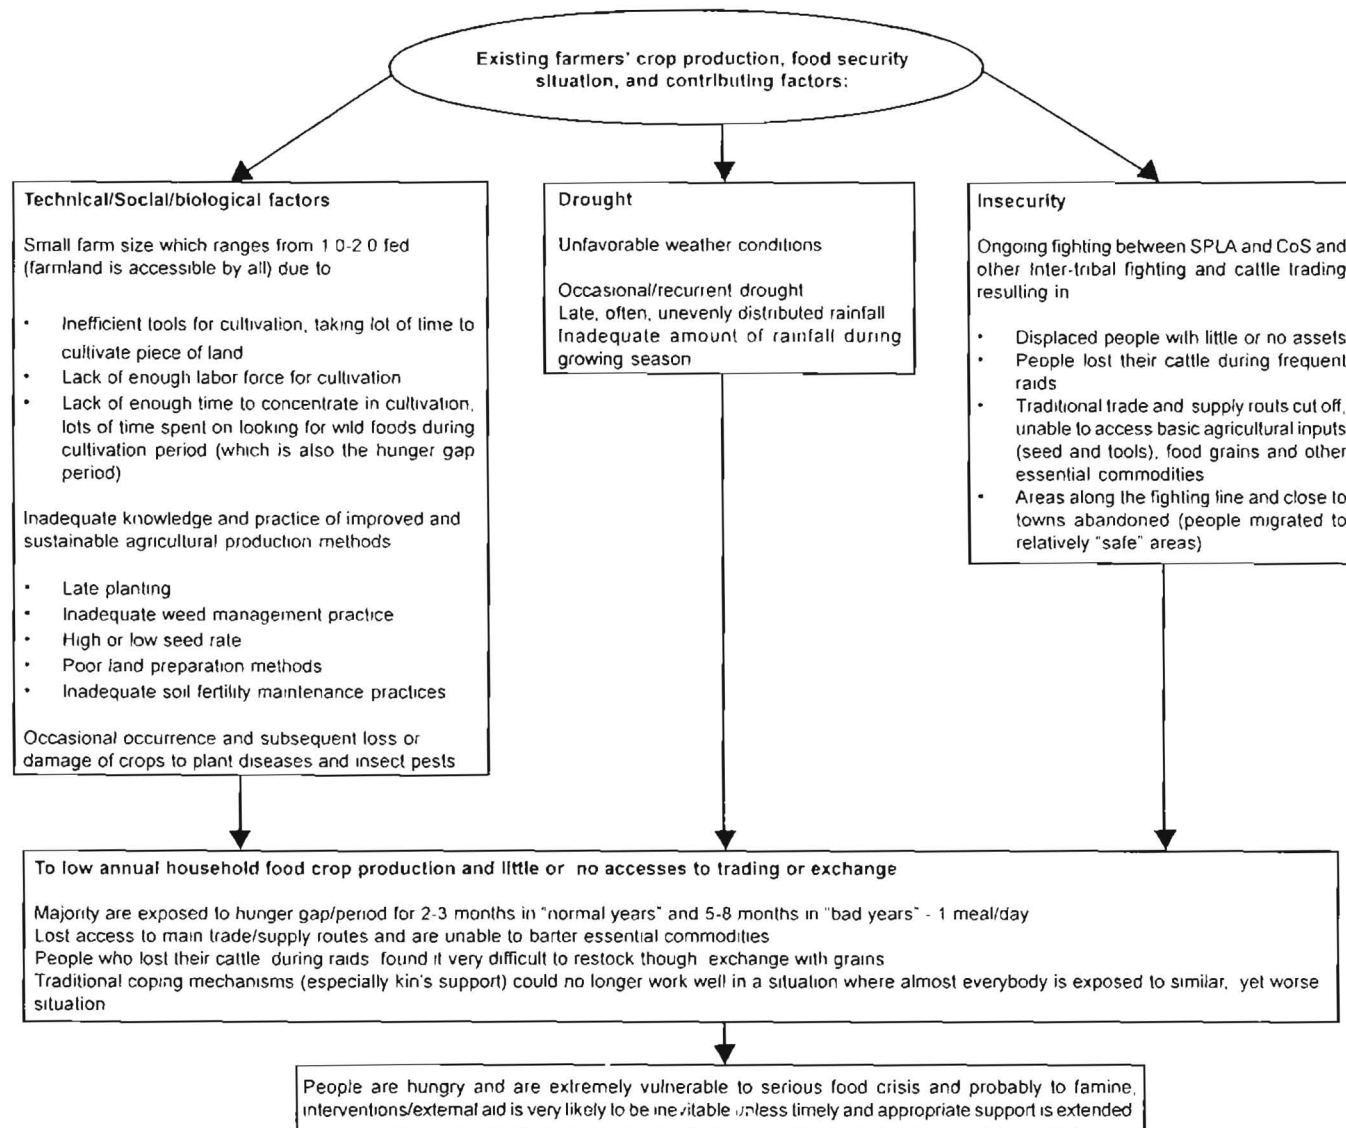 Existing farmers' crop production, food security
situation, and contributing factors:
Technical/Social/biological factors
Small farm size which ranges from 1 0-2 0 fed
(farmland is accessible by all) due to
• Inefficient tools for cultivation, taking lot of time to
cultivate piece of land
• Lack of enough labor force for cultivation
• Lack of enough time to concentrate in cultivation,
lots of time spent on looking for wild foods during
cultivation period (which is also the hunger gap
period)
Inadequate knowledge and practice of improved and
sustainable agricultural production methods
• Late planting
• Inadequate weed management practice
• High or low seed rate
• Poor land preparation methods
• Inadequate soil fertility maintenance practices
Occasional occurrence and subsequent loss or
damage of crops to plant diseases and insect pests
Drought
Unfavorable weather conditions
Occasional/recurrent drought
Late, often, unevenly distributed rainfall
Inadequate amount of rainfall during
growing season
Insecurity
Ongoing fighting between SPLA and CoS and
other Inter-tribal fighting and cattle trading
resulting in
• Displaced people with little or no assets
• People lost their cattle during frequent
raids
• Traditional trade and supply routs cut off,
unable to access basic agricultural inputs
(seed and tools), food grains and other
essential commodities
• Areas along the fighting line and close to
towns abandoned (people migrated to
relatively "safe" areas)
To low annual household food crop production and little or no accesses to trading or exchange
Majority are exposed to hunger gap/period for 2-3 months in "normal years" and 5-8 months in "bad years" - 1 meal/day
Lost access to main trade/supply routes and are unable to barter essential commodities
People who lost their cattle during raids found it very difficult to restock though exchange with grains
Traditional coping mechanisms (especially kin's support) could no longer work well in a situation where almost everybody is exposed to similar, yet worse
situation
People are hungry and are extremely vulnerable to serious food crisis and probably to famine,
interventions/external aid is very likely to be inevitable unless timely and appropriate support is extended